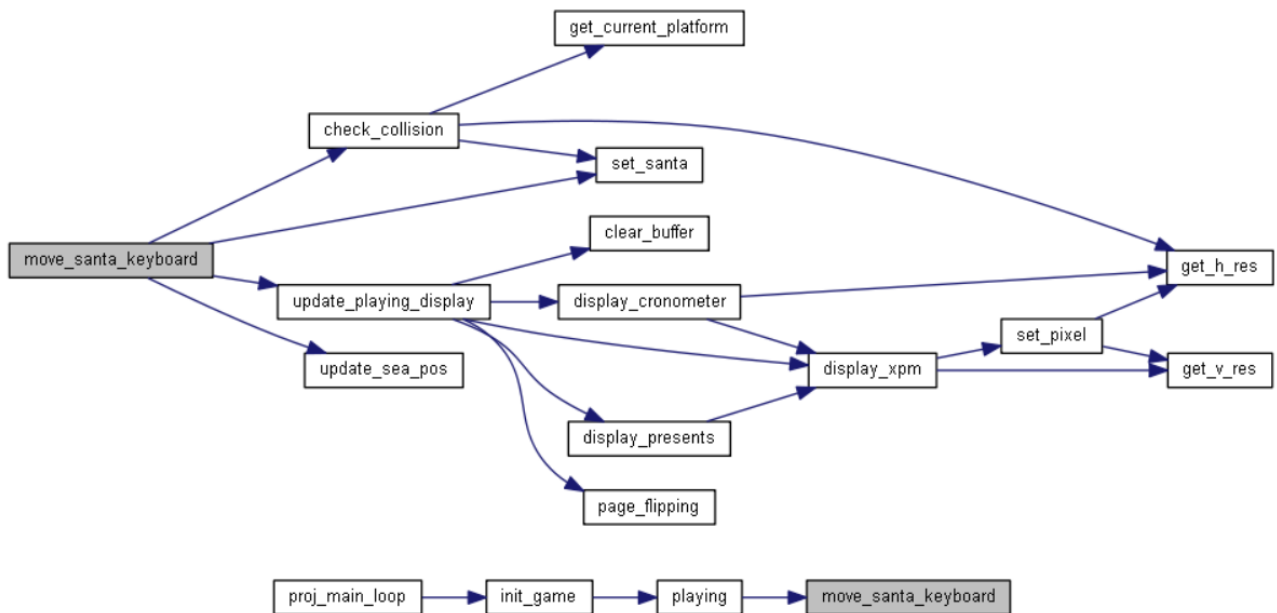 get_current_platform
check_collision
set_santa
clear_buffer
move_santa_keyboard
get_h_res
update_playing_display
display_cronometer
set_pixel
update_sea_pos
display_xpm
get_v_res
display_presents
page_flipping
proj_main_loop
init_game
playing
move_santa_keyboard